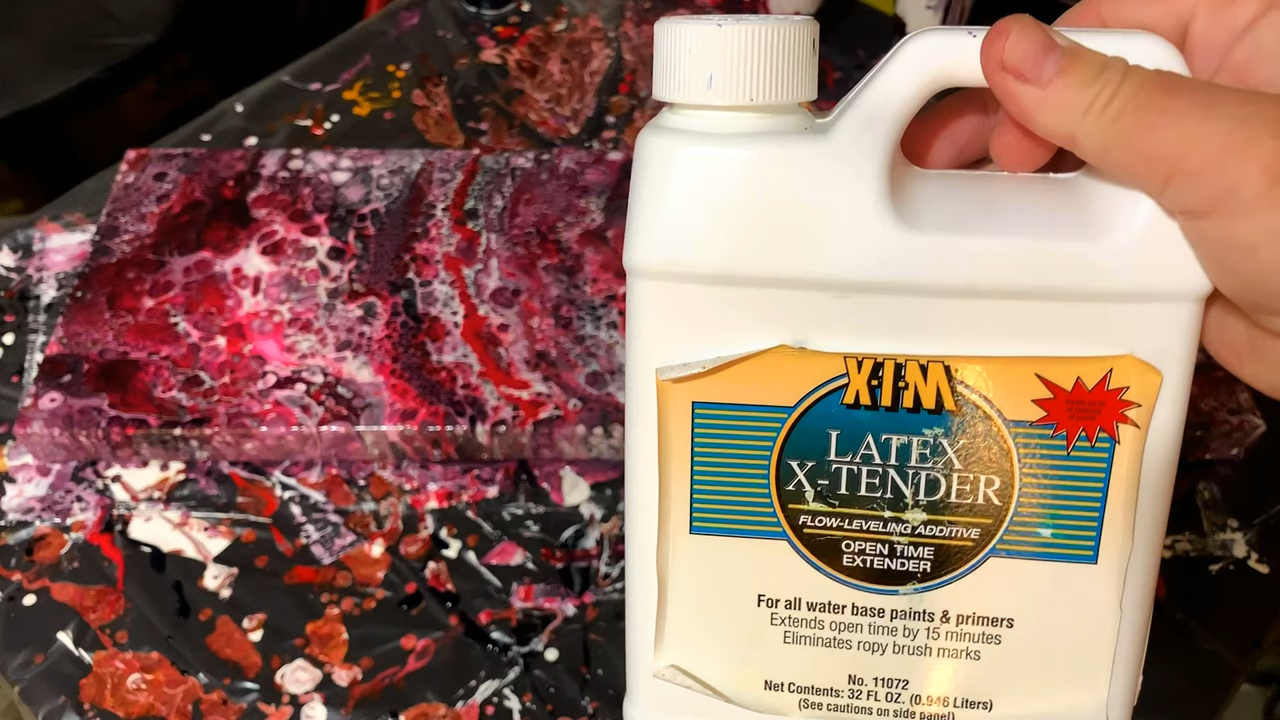 X-I-M
LATEX
X-TENDER
FLOW-LEVELING ADDITIVE
OPEN TIME
EXTENDER
For all water base paints & primers
Extends open time by 15 minutes
Eliminates ropy brush marks
No. 11072
Net Contents: 32 FL OZ. (0.946 Liters)
(See cautions on side panel)